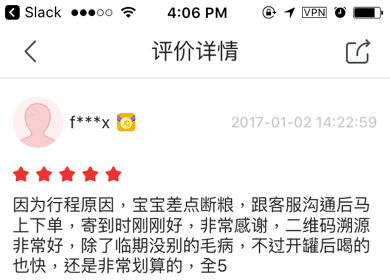 Slack 4:06 PM VPN
评价详情
f***x 2017-01-02 14:22:59
因为行程原因，宝宝差点断粮，跟客服沟通后马
上下单，寄到时刚刚好，非常感谢，二维码溯源
非常好，除了临期没别的毛病，不过开罐后喝的
也快，还是非常划算的，全5